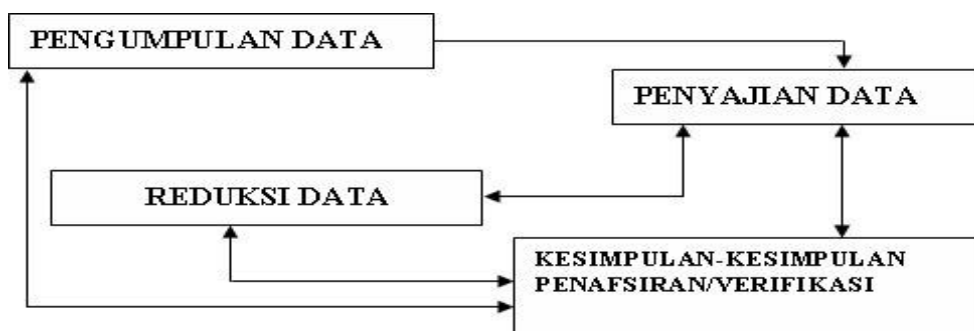 PENGUMPULAN DATA
PENYAJIAN DATA
REDUKSI DATA
KESIMPULAN-KESIMPULAN
PENAFSIRAN/VERIFIKASI